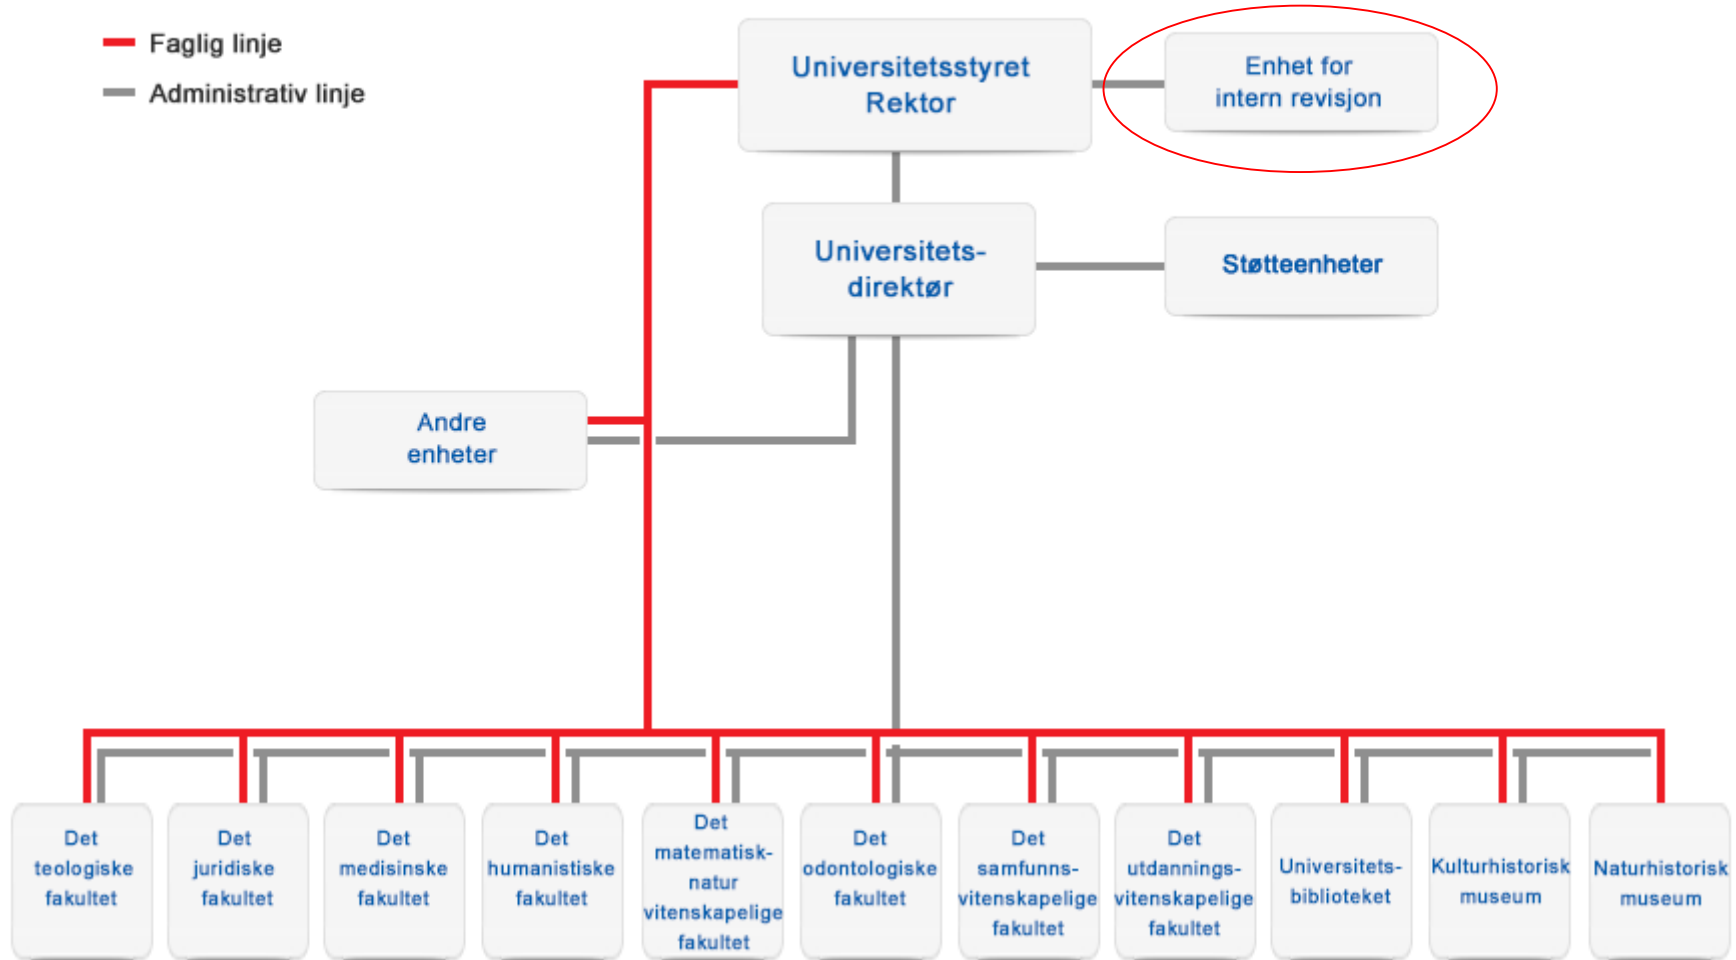 Faglig linje
Administrativ linje
Universitetsstyret
Rektor
Enhet for
intern revisjon
Universitets-
direktør
Støtteenheter
Andre
enheter
Det
teologiske
fakultet
Det
juridiske
fakultet
Det
medisinske
fakultet
Det
humanistiske
fakultet
Det
matematisk-
natur
vitenskapelige
fakultet
Det
odontologiske
fakultet
Det
samfunns-
vitenskapelige
fakultet
Det
utdannings-
vitenskapelige
fakultet
Universitets-
biblioteket
Kulturhistorisk
museum
Naturhistorisk
museum